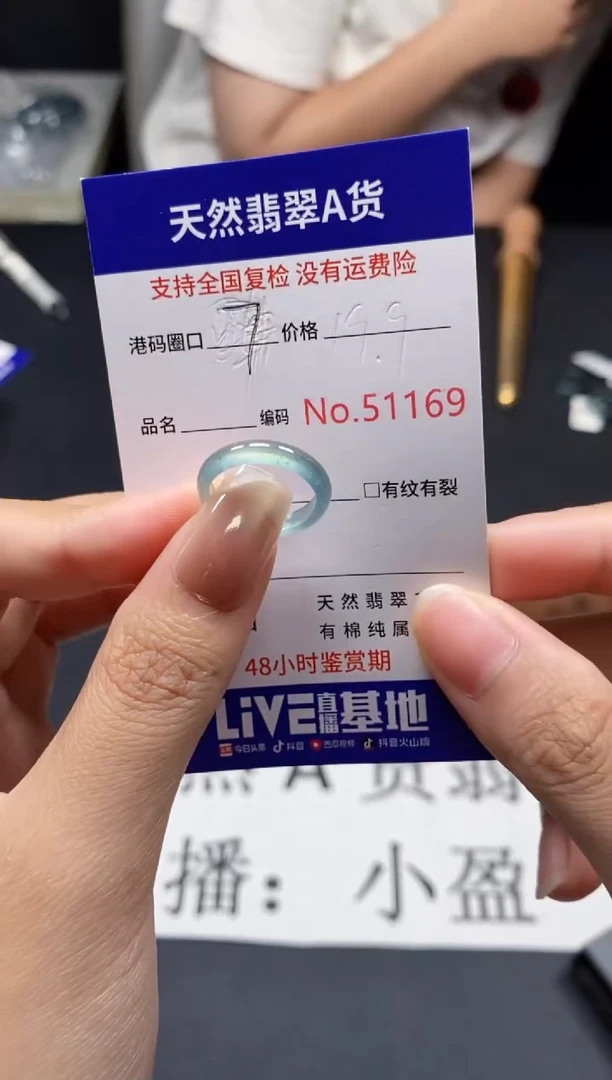 天然翡翠A货
支持全国复检 没有运费险
港码圈口 7 价格 19.9
品名 编码 No.51169
□有纹有裂
天然翡翠
有棉纯属
48小时鉴赏期
LiVE直播基地
今日头条 抖音 西瓜视频 抖音火山版
A货翡
播：小盈